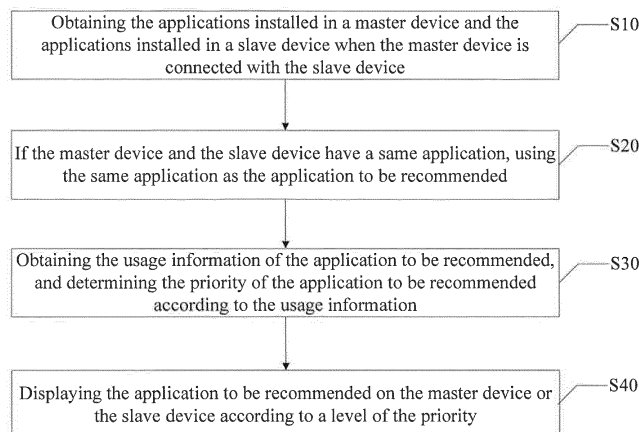 Obtaining the applications installed in a master device and the
applications installed in a slave device when the master device is
connected with the slave device
S10
If the master device and the slave device have a same application, using
the same application as the application to be recommended
S20
Obtaining the usage information of the application to be recommended,
and determining the priority of the application to be recommended
according to the usage information
S30
Displaying the application to be recommended on the master device or
the slave device according to a level of the priority
S40